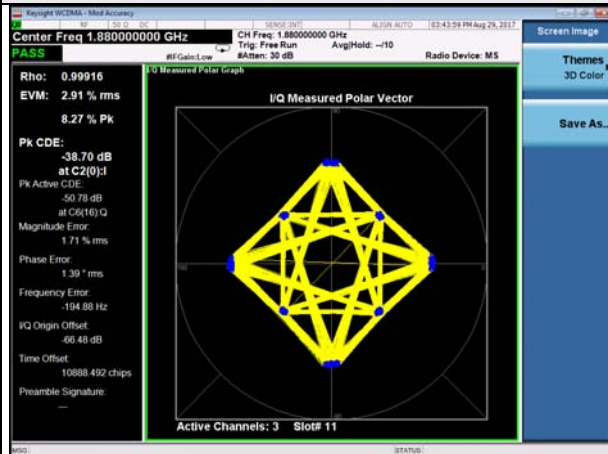 Keysight WCDMA - Mod Accuracy
RF 50 Ω DC SENSE:INT ALIGN AUTO 03:43:59 PM Aug 29, 2017
Center Freq 1.880000000 GHz
CH Freq: 1.880000000 GHz
Trig: Free Run Avg|Hold: --/10
PASS
#IFGain:Low #Atten: 30 dB Radio Device: MS
Screen Image
Themes
3D Color
Save As...
Rho: 0.99916
EVM: 2.91 % rms
8.27 % Pk
Pk CDE:
-38.70 dB
at C2(0):I
Pk Active CDE:
-50.78 dB
at C6(16):Q
Magnitude Error:
1.71 % rms
Phase Error:
1.39 ° rms
Frequency Error:
-194.88 Hz
I/Q Origin Offset:
-66.48 dB
Time Offset:
10888.492 chips
Preamble Signature:
---
I/Q Measured Polar Graph
I/Q Measured Polar Vector
90
180
0
-90
Active Channels: 3 Slot# 11
MSG STATUS